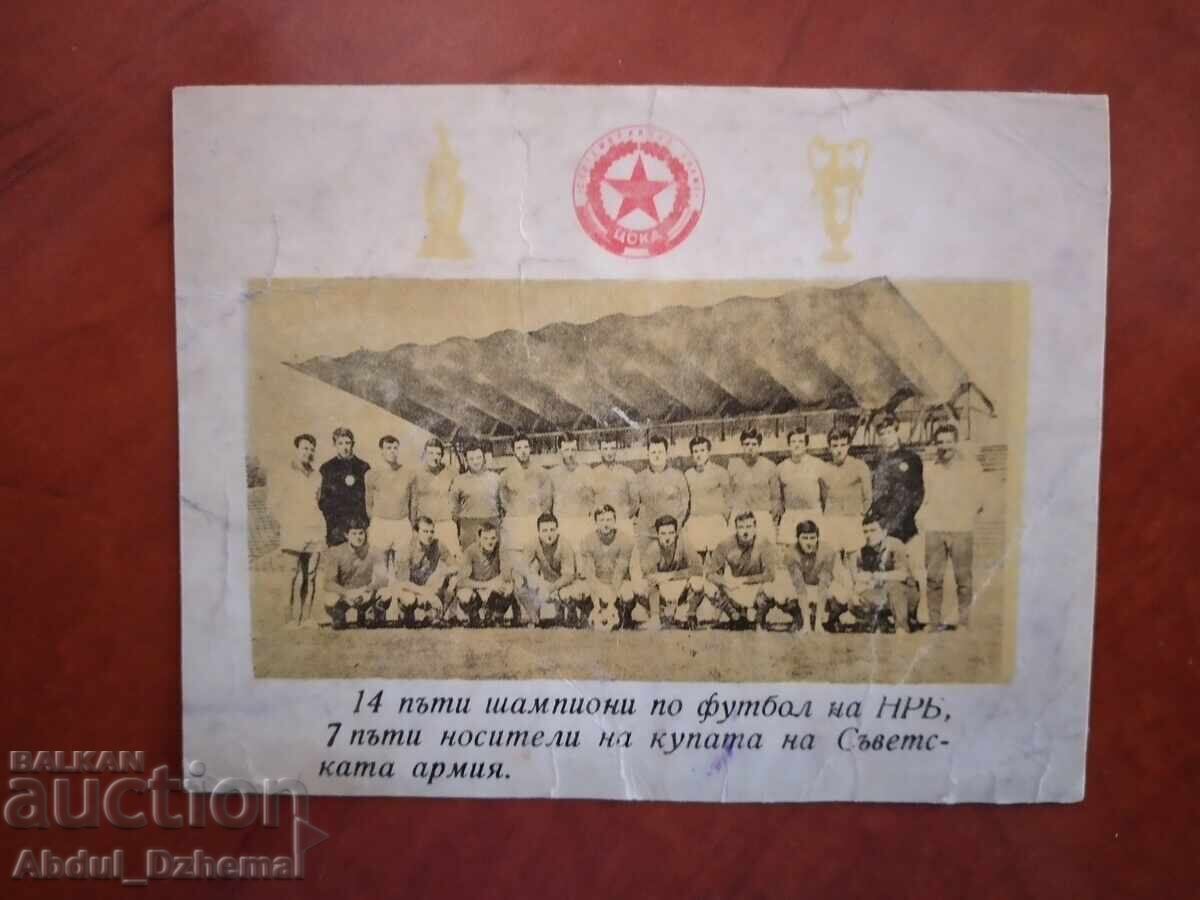 ЦСКА
14 пъти шампиони по футбол на НРБ,
7 пъти носители на купата на Съветс-
ката армия.
BALKAN
auction
Abdul_Dzhemal